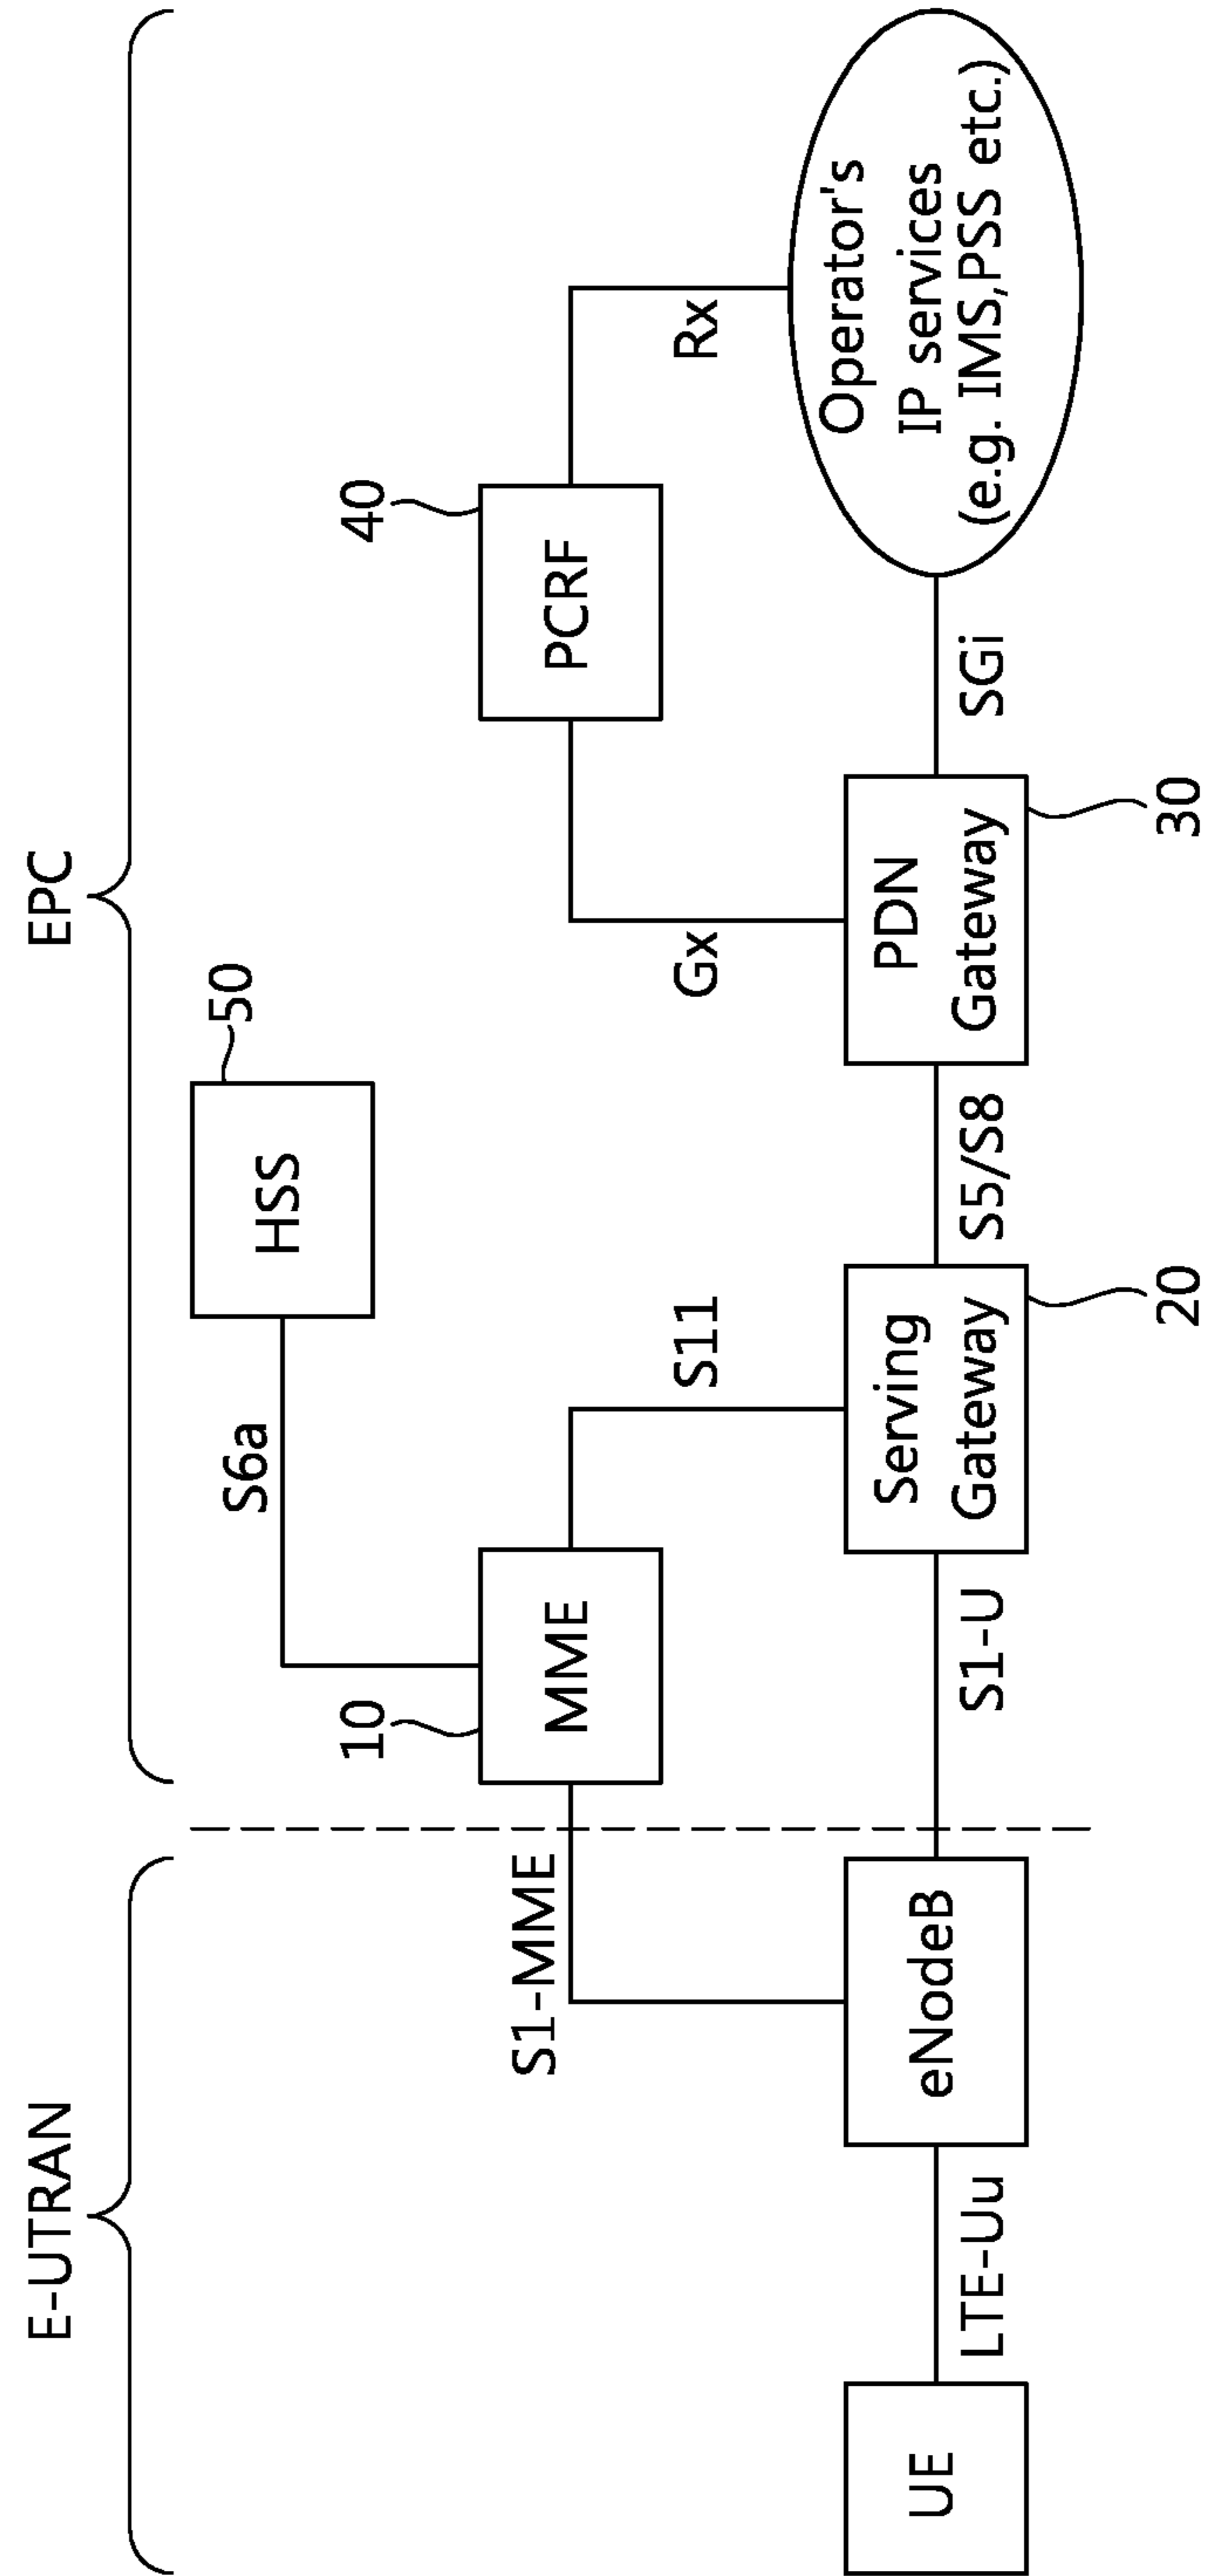 E-UTRAN
EPC
HSS
50
S6a
10
MME
S1-MME
S11
40
PCRF
Gx
Rx
UE
LTE-Uu
eNodeB
S1-U
Serving
Gateway
20
S5/S8
PDN
Gateway
30
SGi
Operator's
IP services
(e.g. IMS,PSS etc.)